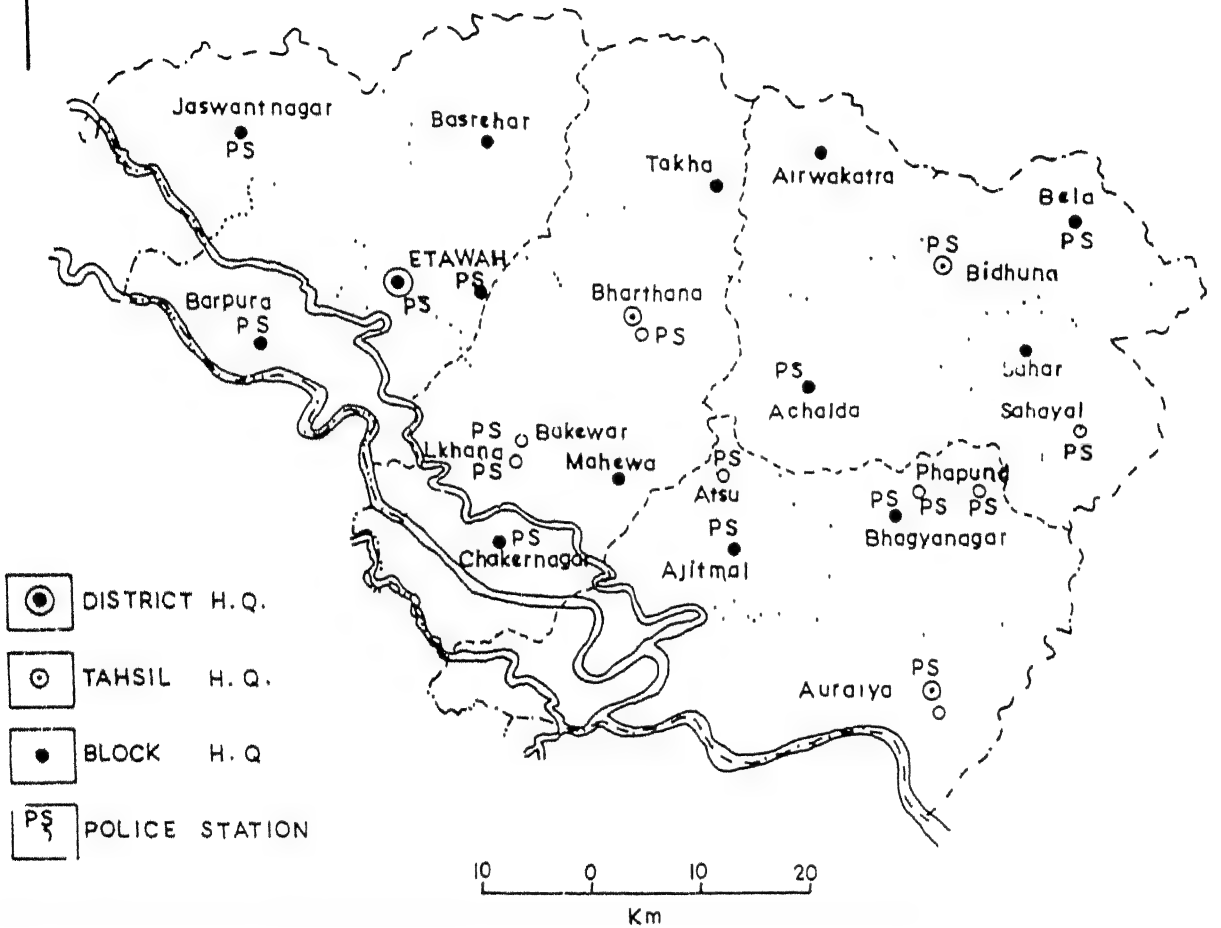 Jaswantnagar
PS
Basrehar
Takha
Airwakatra
Bela
PS
PS
Bidhuna
ETAWAH
PS
PS
Barpura
PS
Bharthana
PS
PS
Achalda
Sahayal
PS
PS
Bakewar
Lkhana
PS
Mahewa
PS
Atsu
Phapund
PS
PS
PS
Bhagyanagar
PS
Chakernagar
PS
Ajitmal
PS
Auraiya
DISTRICT H.Q.
TAHSIL H.Q.
BLOCK H.Q
PS
POLICE STATION
10 0 10 20
Km